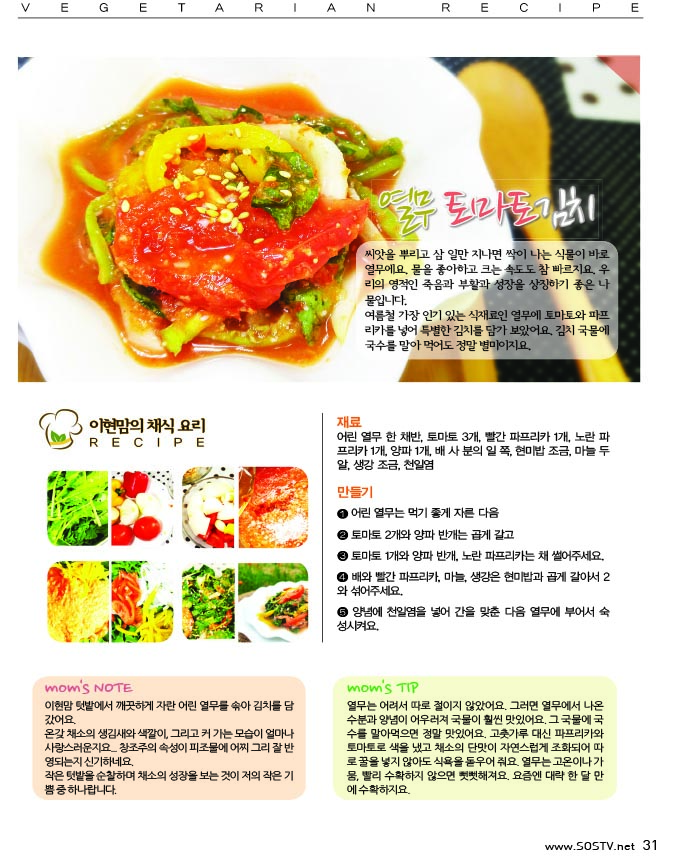 VEGETARIAN RECIPE
열무 토마토김치
씨앗을 뿌리고 삼 일만 지나면 싹이 나는 식물이 바로
열무에요. 물을 좋아하고 크는 속도도 참 빠르지요. 우
리의 영적인 죽음과 부활과 성장을 상징하기 좋은 나
물입니다.
여름철 가장 인기 있는 식재료인 열무에 토마토와 파프
리카를 넣어 특별한 김치를 담가 보았어요. 김치 국물에
국수를 말아 먹어도 정말 별미이지요.
이현맘의 채식 요리
RECIPE
재료
어린 열무 한 채반, 토마토 3개, 빨간 파프리카 1개, 노란 파
프리카 1개, 양파 1개, 배 사 분의 일 쪽, 현미밥 조금, 마늘 두
알, 생강 조금, 천일염
만들기
❶ 어린 열무는 먹기 좋게 자른 다음
❷ 토마토 2개와 양파 반개는 곱게 갈고
❸ 토마토 1개와 양파 반개, 노란 파프리카는 채 썰어주세요.
❹ 배와 빨간 파프리카, 마늘, 생강은 현미밥과 곱게 갈아서 2
와 섞어주세요.
❺ 양념에 천일염을 넣어 간을 맞춘 다음 열무에 부어서 숙
성시켜요.
mom's NOTE
이현맘 텃밭에서 깨끗하게 자란 어린 열무를 솎아 김치를 담
갔어요.
온갖 채소의 생김새와 색깔이, 그리고 커 가는 모습이 얼마나
사랑스러운지요... 창조주의 속성이 피조물에 어찌 그리 잘 반
영되는지 신기하네요.
작은 텃밭을 순찰하며 채소의 성장을 보는 것이 저의 작은 기
쁨 중 하나랍니다.
mom's TIP
열무는 어려서 따로 절이지 않았어요. 그러면 열무에서 나온
수분과 양념이 어우러져 국물이 훨씬 맛있어요. 그 국물에 국
수를 말아먹으면 정말 맛있어요. 고춧가루 대신 파프리카와
토마토로 색을 냈고 채소의 단맛이 자연스럽게 조화되어 따
로 꿀을 넣지 않아도 식욕을 돋우어 줘요. 열무는 고온이나 가
뭄, 빨리 수확하지 않으면 뻣뻣해져요. 요즘엔 대략 한 달 만
에 수확하지요.
www.SOSTV.net 31